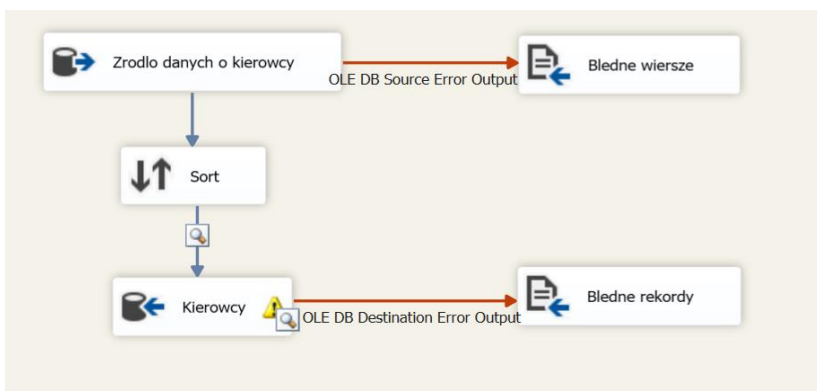 Zrodlo danych o kierowcy
OLE DB Source Error Output
Bledne wiersze
Sort
Kierowcy
OLE DB Destination Error Output
Bledne rekordy